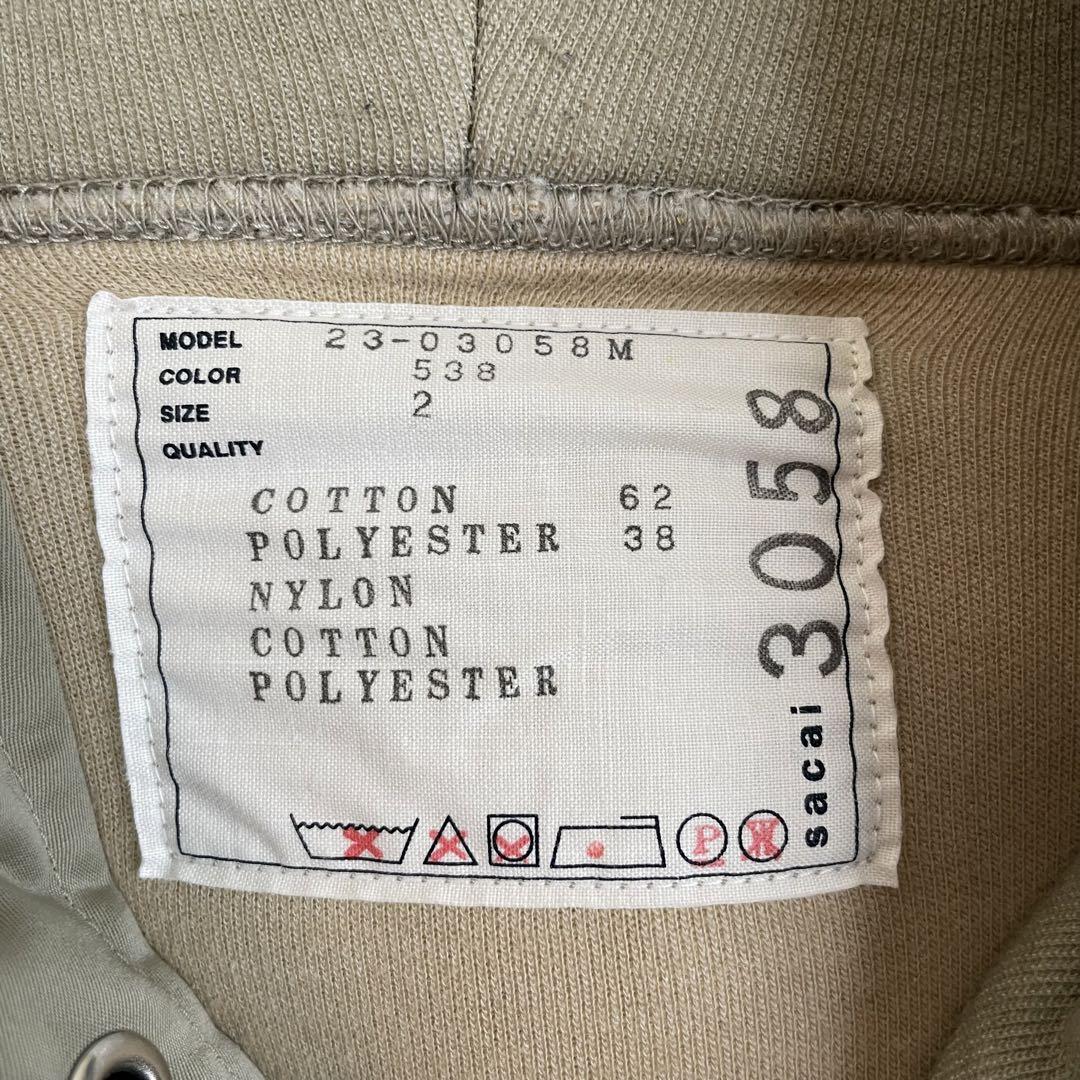 MODEL 23-03058M
COLOR 538
SIZE 2
QUALITY
COTTON 62
POLYESTER 38
NYLON
COTTON
POLYESTER
P W
sacai 3058